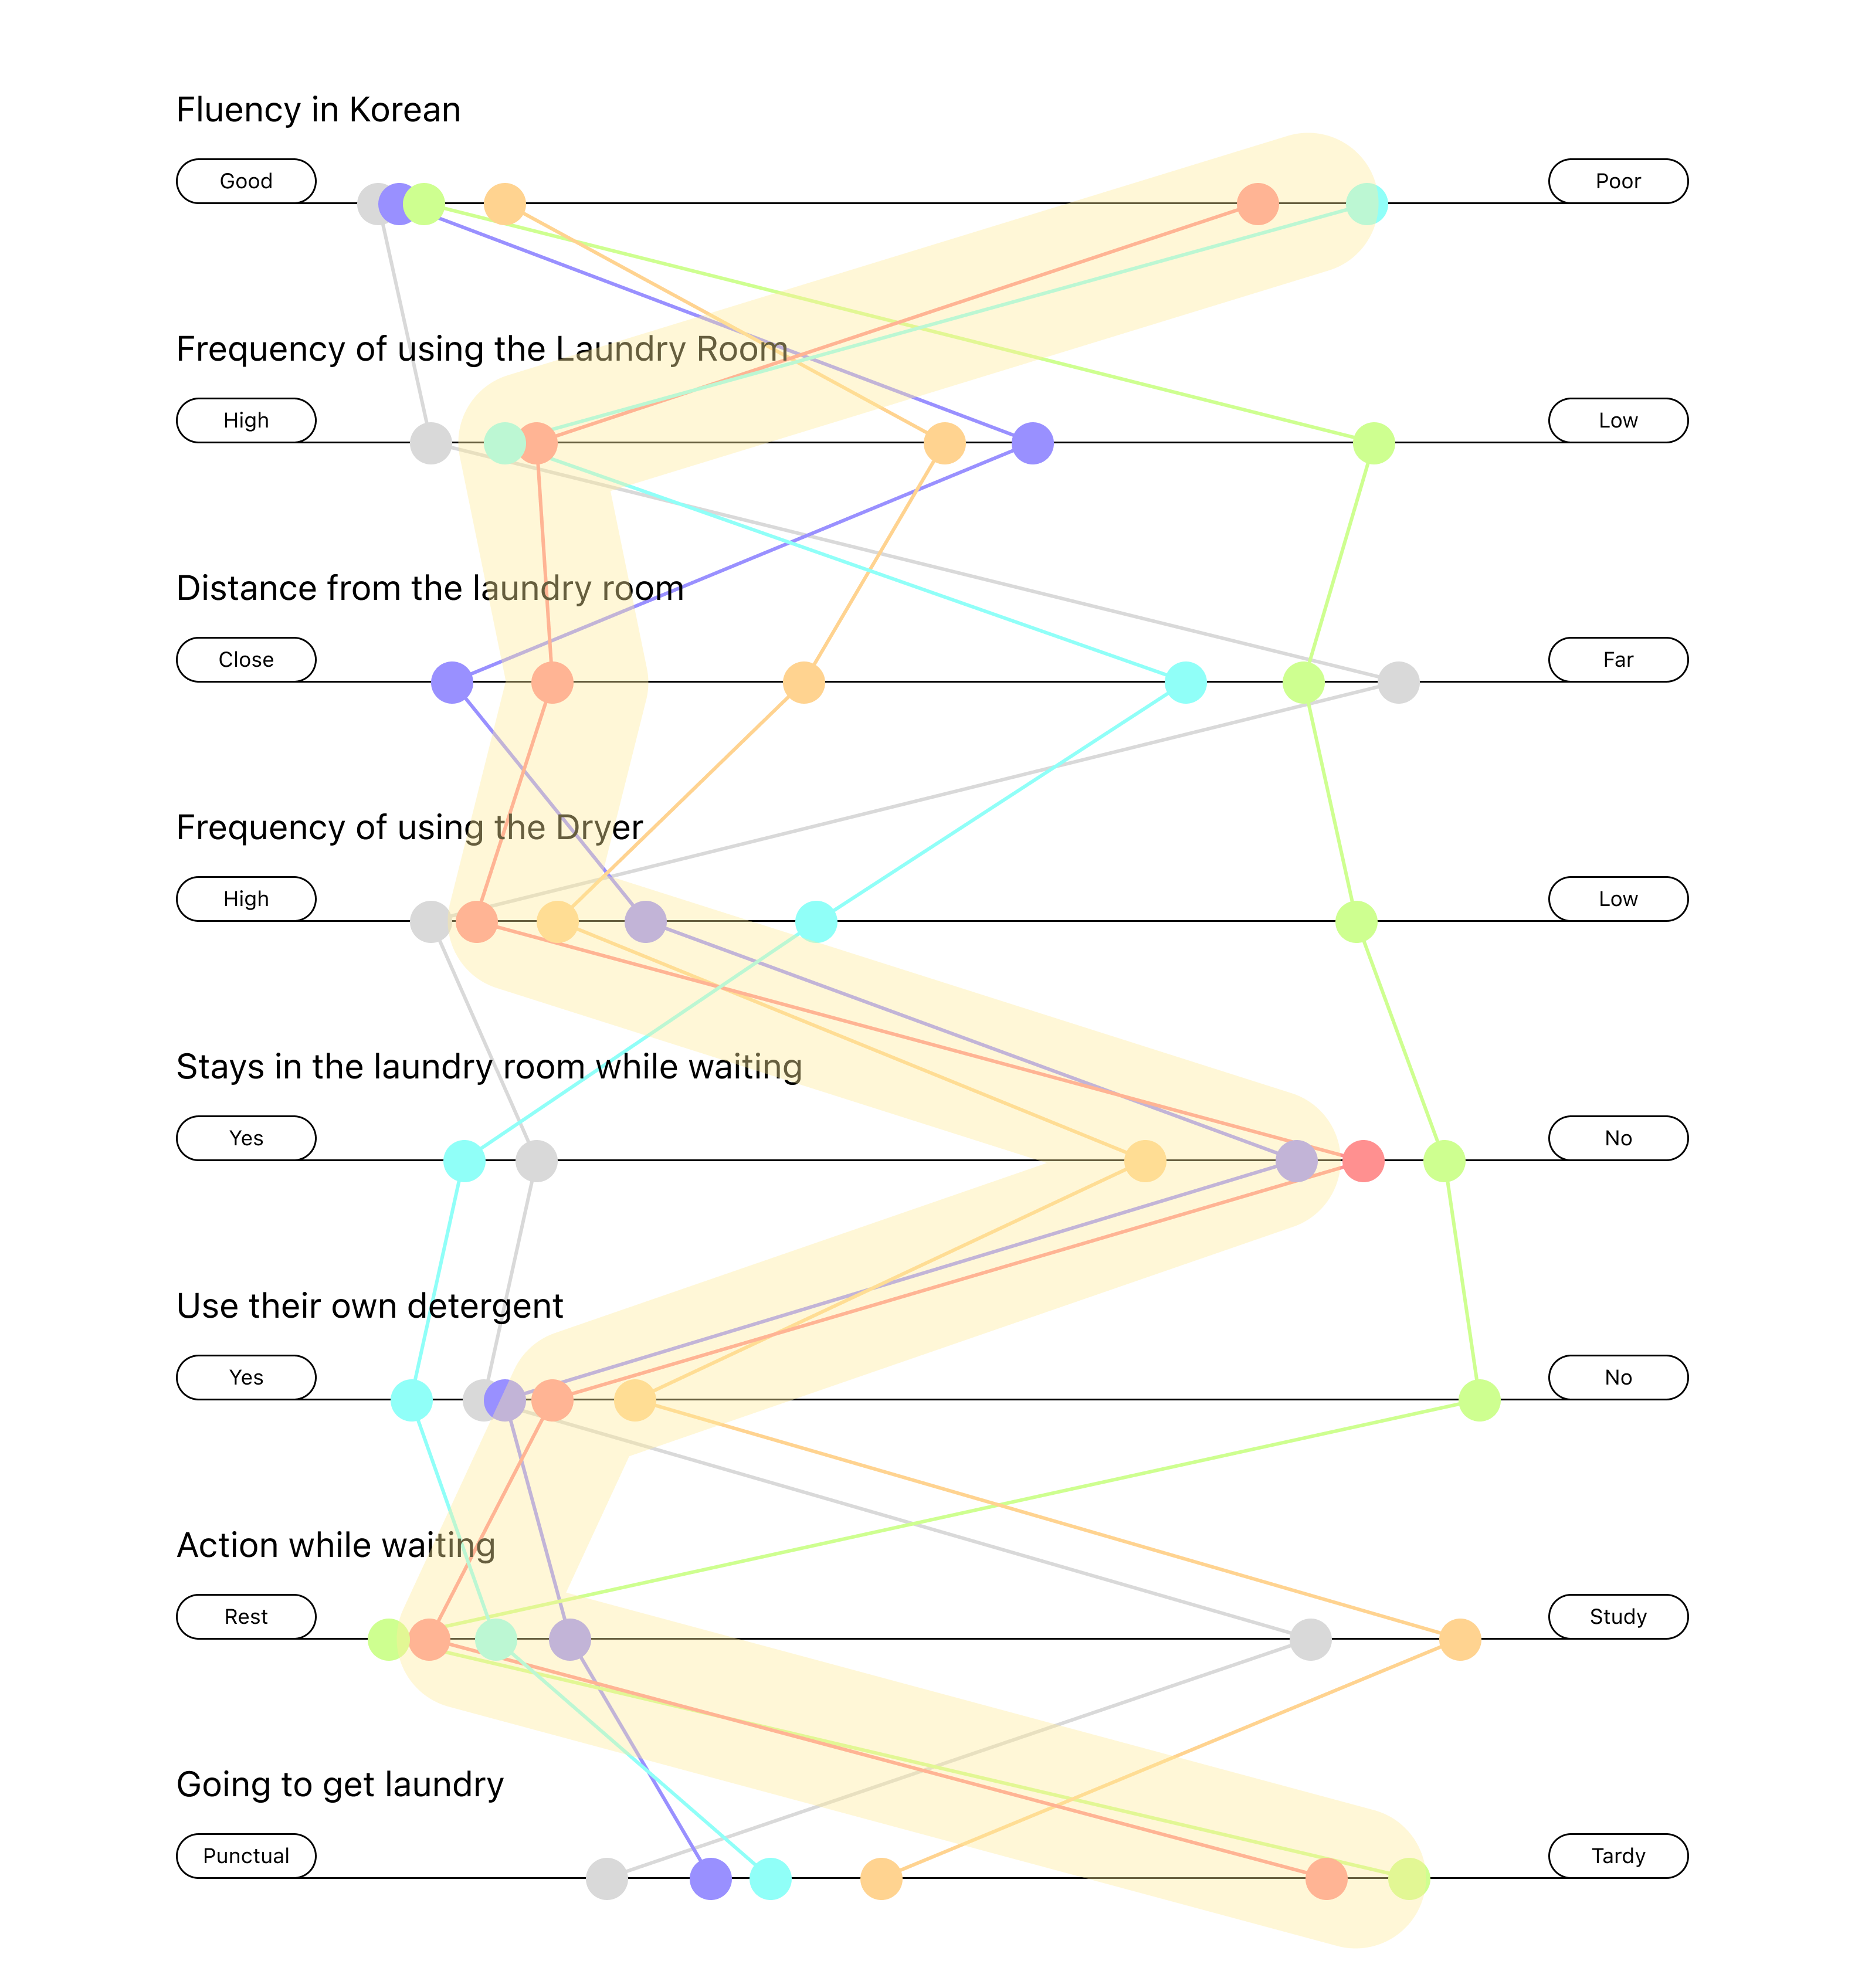 Fluency in Korean
Good Poor
Frequency of using the Laundry Room
High Low
Distance from the laundry room
Close Far
Frequency of using the Dryer
High Low
Stays in the laundry room while waiting
Yes No
Use their own detergent
Yes No
Action while waiting
Rest Study
Going to get laundry
Punctual Tardy